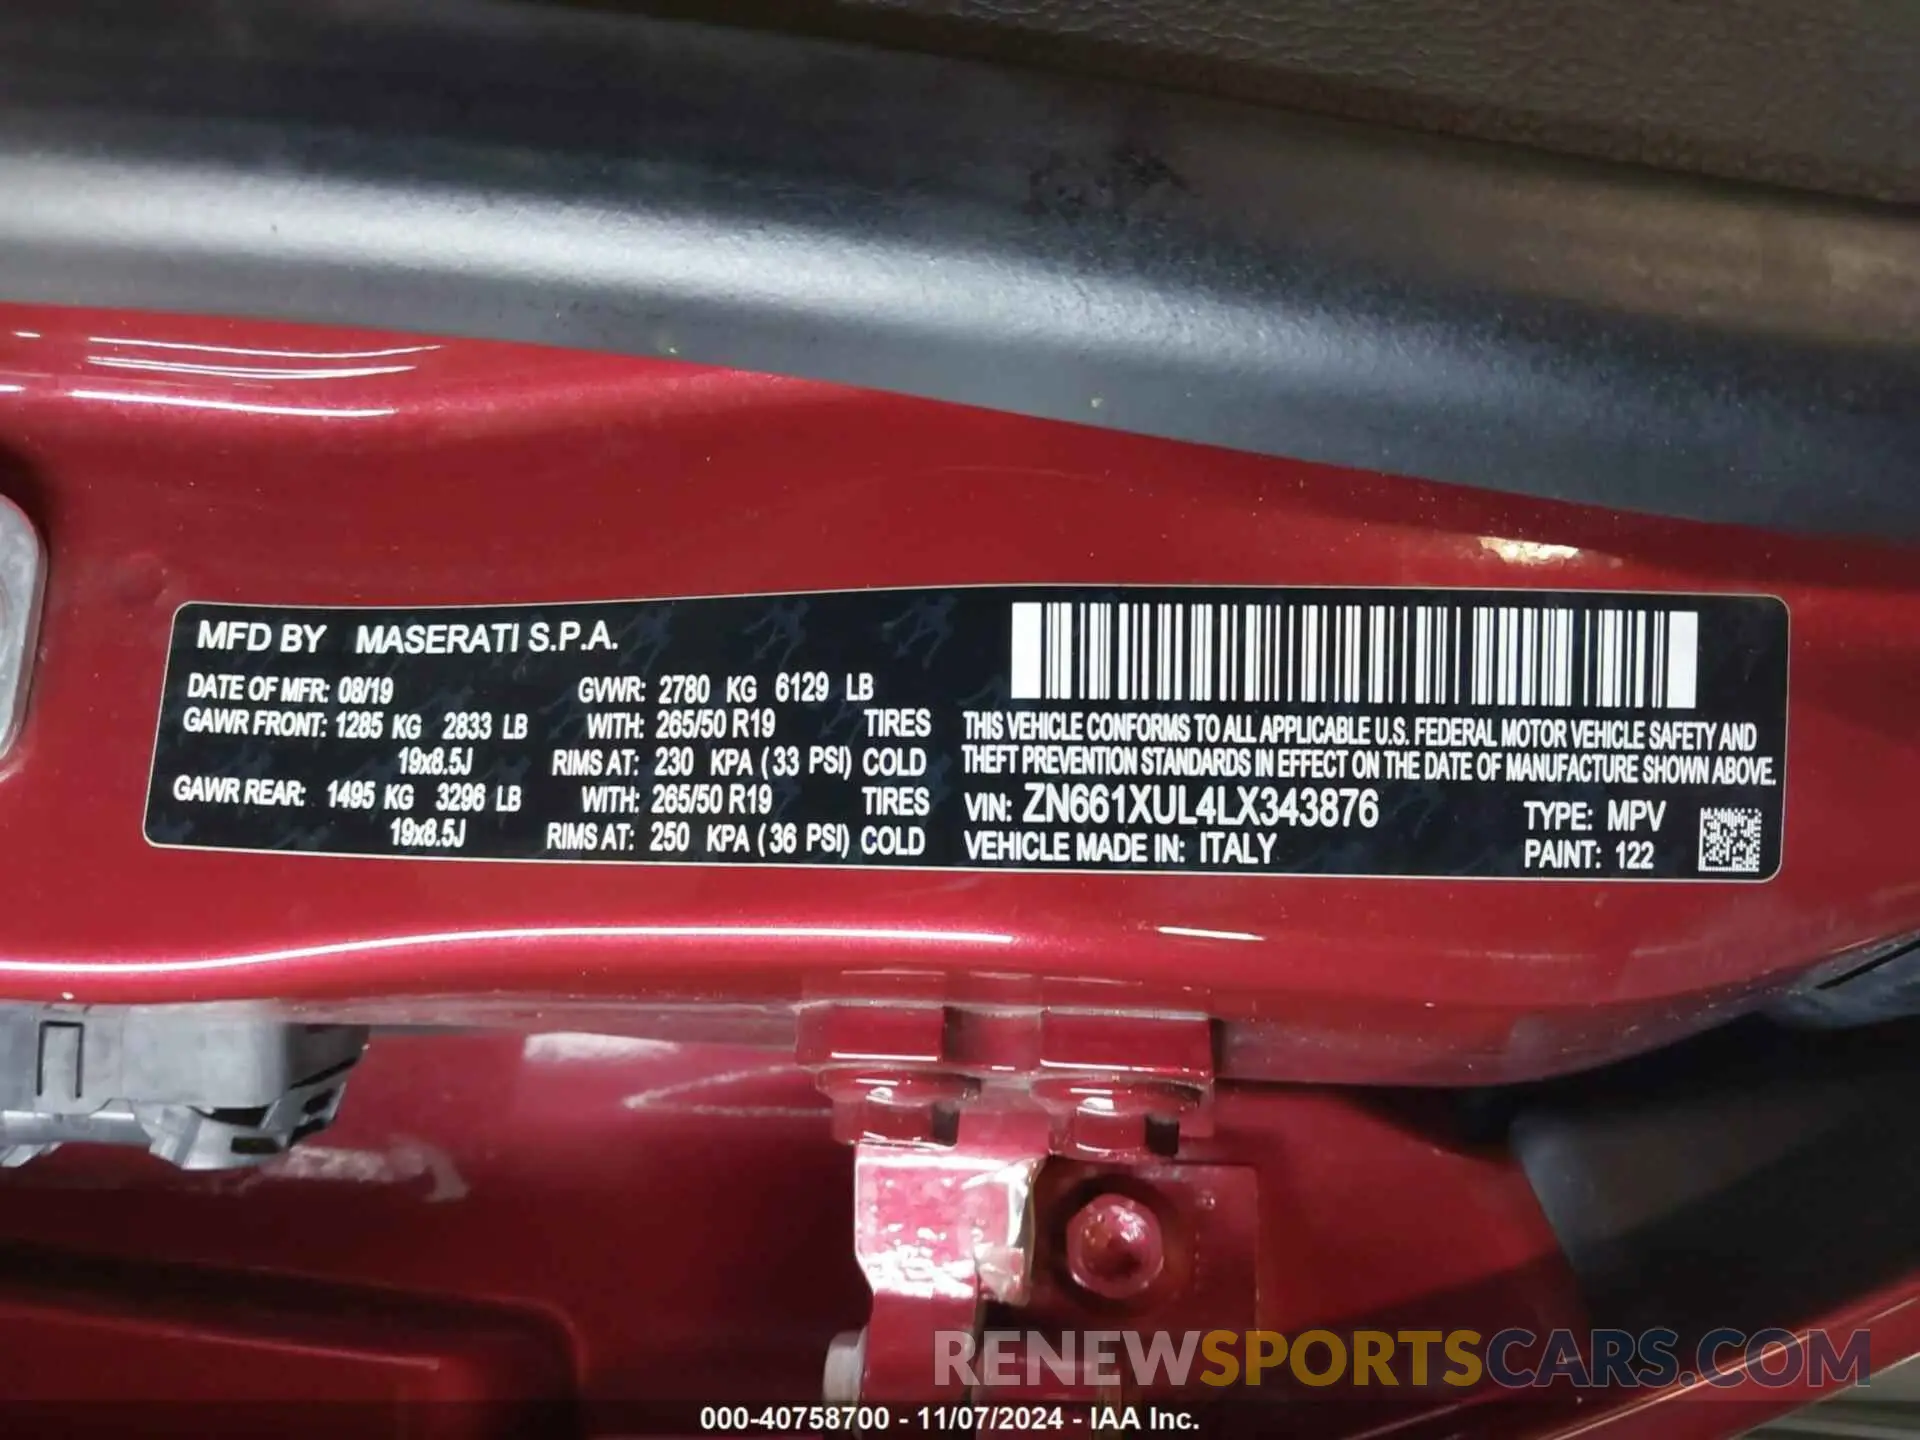 MFD BY MASERATI S.P.A.
DATE OF MFR: 08/19 GVWR: 2780 KG 6129 LB
GAWR FRONT: 1285 KG 2833 LB WITH: 265/50 R19 TIRES
19x8.5J RIMS AT: 230 KPA (33 PSI) COLD
GAWR REAR: 1495 KG 3296 LB WITH: 265/50 R19 TIRES
19x8.5J RIMS AT: 250 KPA (36 PSI) COLD
THIS VEHICLE CONFORMS TO ALL APPLICABLE U.S. FEDERAL MOTOR VEHICLE SAFETY AND
THEFT PREVENTION STANDARDS IN EFFECT ON THE DATE OF MANUFACTURE SHOWN ABOVE.
VIN: ZN661XUL4LX343876 TYPE: MPV
VEHICLE MADE IN: ITALY PAINT: 122
RENEWSPORTSCARS.COM
000-40758700 - 11/07/2024 - IAA Inc.